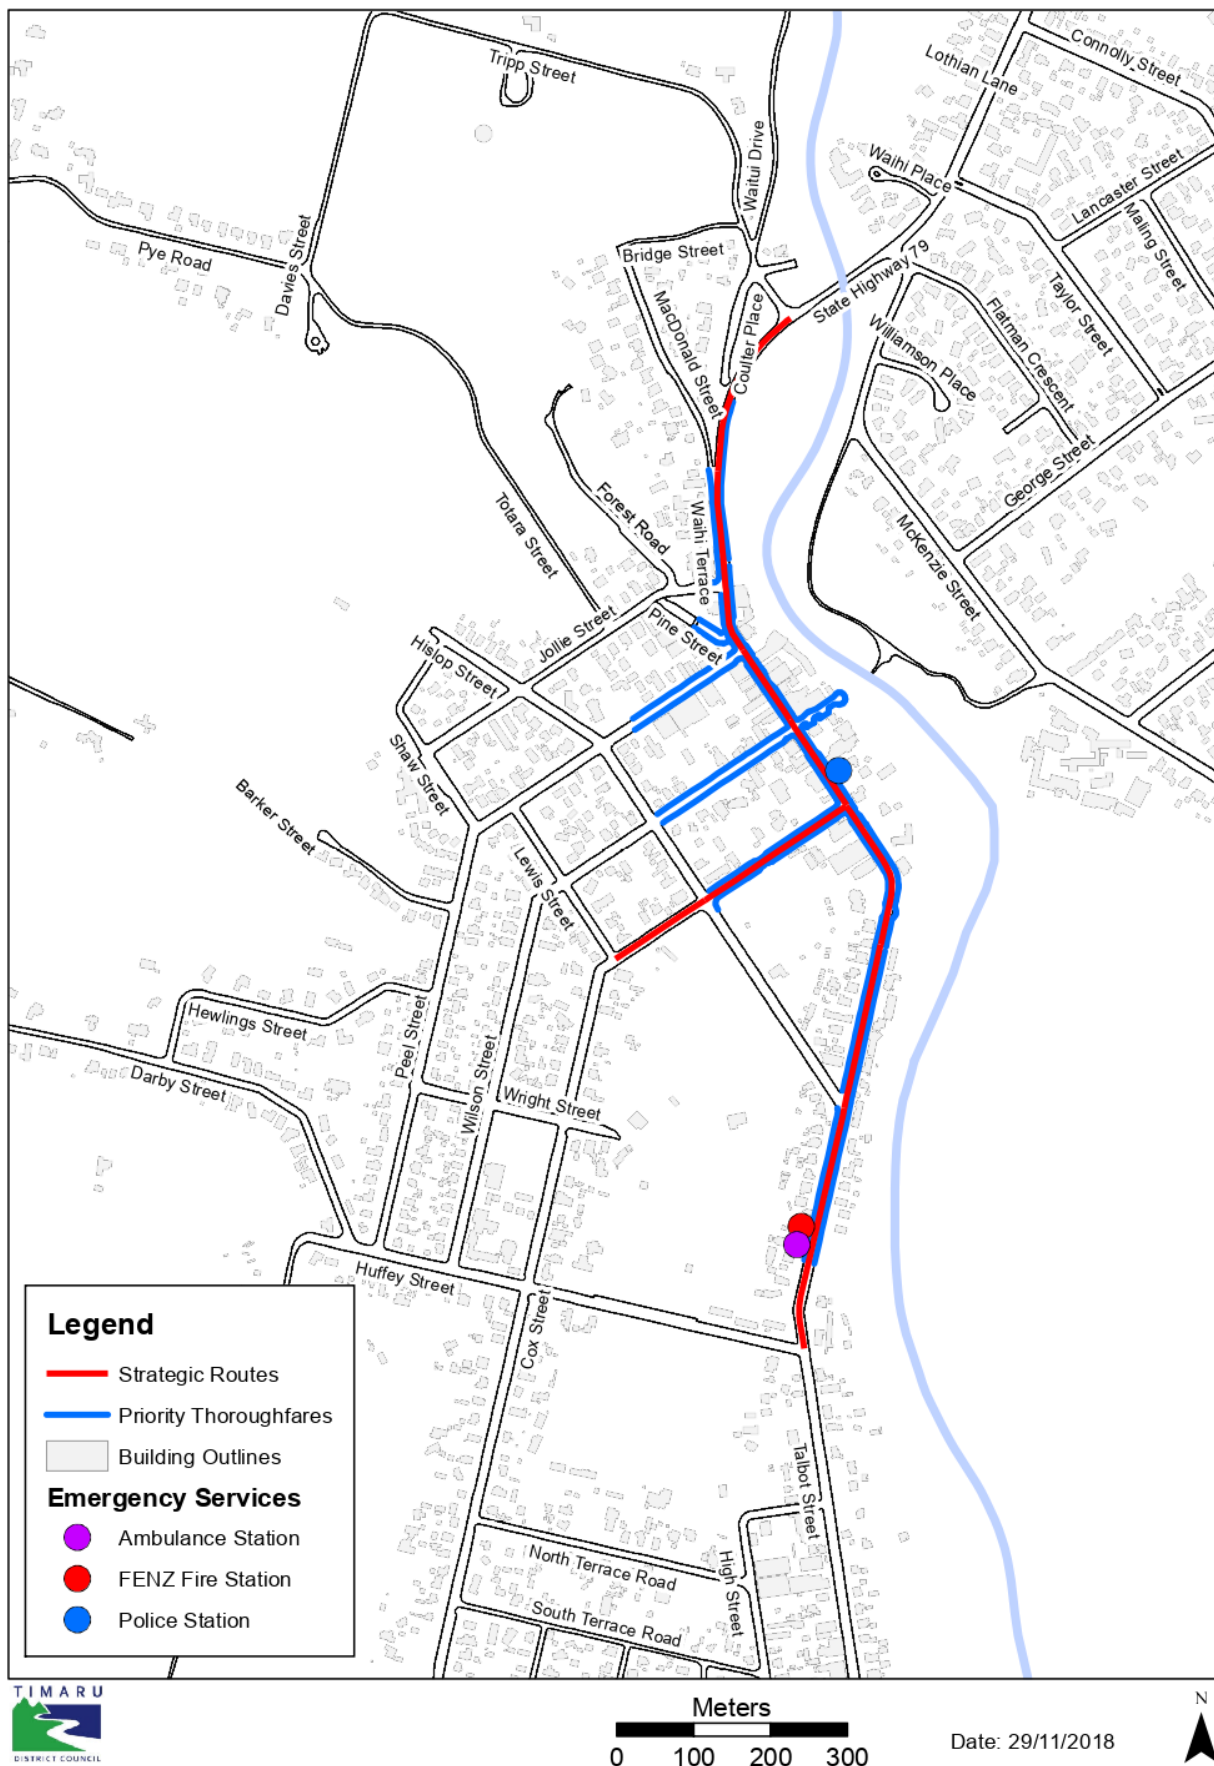 Connolly Street
Lothian Lane
Tripp Street
Waitui Drive
Waihi Place
Lancaster Street
Maling Street
Pye Road
Davies Street
Bridge Street
State Highway 79
Taylor Street
MacDonald Street
Coulter Place
Flatman Crescent
Williamson Place
George Street
Totara Street
Forest Road
Waihi Terrace
McKenzie Street
Jollie Street
Pine Street
Hislop Street
Shaw Street
Barker Street
Lewis Street
Hewlings Street
Peel Street
Wilson Street
Darby Street
Wright Street
Huffey Street
Cox Street
Talbot Street
North Terrace Road
High Street
South Terrace Road
Legend
Strategic Routes
Priority Thoroughfares
Building Outlines
Emergency Services
Ambulance Station
FENZ Fire Station
Police Station
TIMARU
DISTRICT COUNCIL
Meters
0 100 200 300
Date: 29/11/2018
N